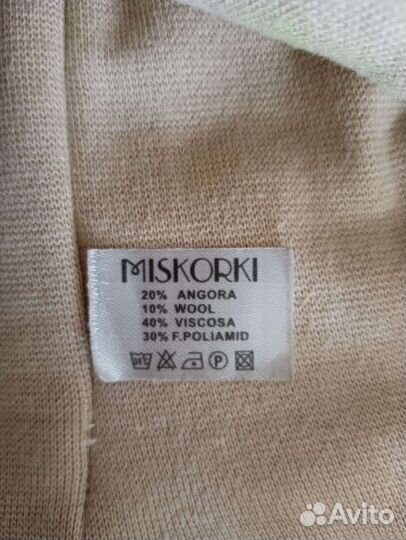 MISKORKI
20% ANGORA
10% WOOL
40% VISCOSA
30% F.POLIAMID
P
Avito